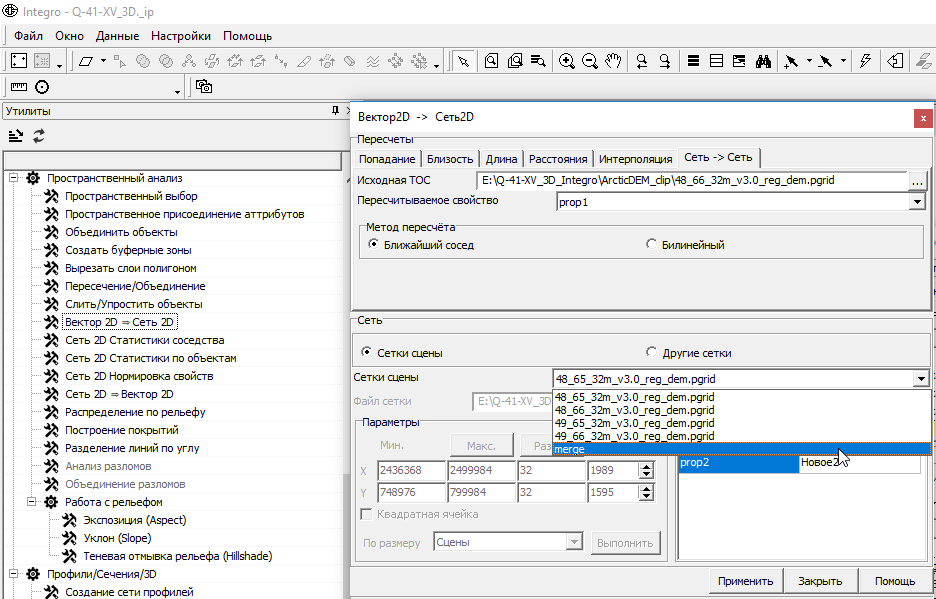 Integro - Q-41-XV_3D._ip
Файл Окно Данные Настройки Помощь
Утилиты
Пространственный анализ
Пространственный выбор
Пространственное присоединение аттрибутов
Объединить объекты
Создать буферные зоны
Вырезать слои полигоном
Пересечение/Объединение
Слить/Упростить объекты
Вектор 2D ⇒ Сеть 2D
Сеть 2D Статистики соседства
Сеть 2D Статистики по объектам
Сеть 2D Нормировка свойств
Сеть 2D ⇒ Вектор 2D
Распределение по рельефу
Построение покрытий
Разделение линий по углу
Анализ разломов
Объединение разломов
Работа с рельефом
Экспозиция (Aspect)
Уклон (Slope)
Теневая отмывка рельефа (Hillshade)
Профили/Сечения/3D
Создание сети профилей
Вектор2D -> Сеть2D
x
Пересчеты
Попадание Близость Длина Расстояния Интерполяция Сеть -> Сеть
Исходная ТОС E:\Q-41-XV_3D_Integro\ArcticDEM_clip\48_66_32m_v3.0_reg_dem.pgrid ...
Пересчитываемое свойство prop1
Метод пересчёта
Ближайший сосед Билинейный
Сеть
Сетки сцены Другие сетки
Сетки сцены 48_65_32m_v3.0_reg_dem.pgrid
48_65_32m_v3.0_reg_dem.pgrid
Файл сетки E:\Q-41-XV_3D
48_66_32m_v3.0_reg_dem.pgrid
49_65_32m_v3.0_reg_dem.pgrid
49_66_32m_v3.0_reg_dem.pgrid
merge
Параметры
Мин. Макс. Раз
X 2436368 2499984 32 1989
Y 748976 799984 32 1595
prop2 Новое2
Квадратная ячейка
По размеру Сцены Выполнить
Применить Закрыть Помощь